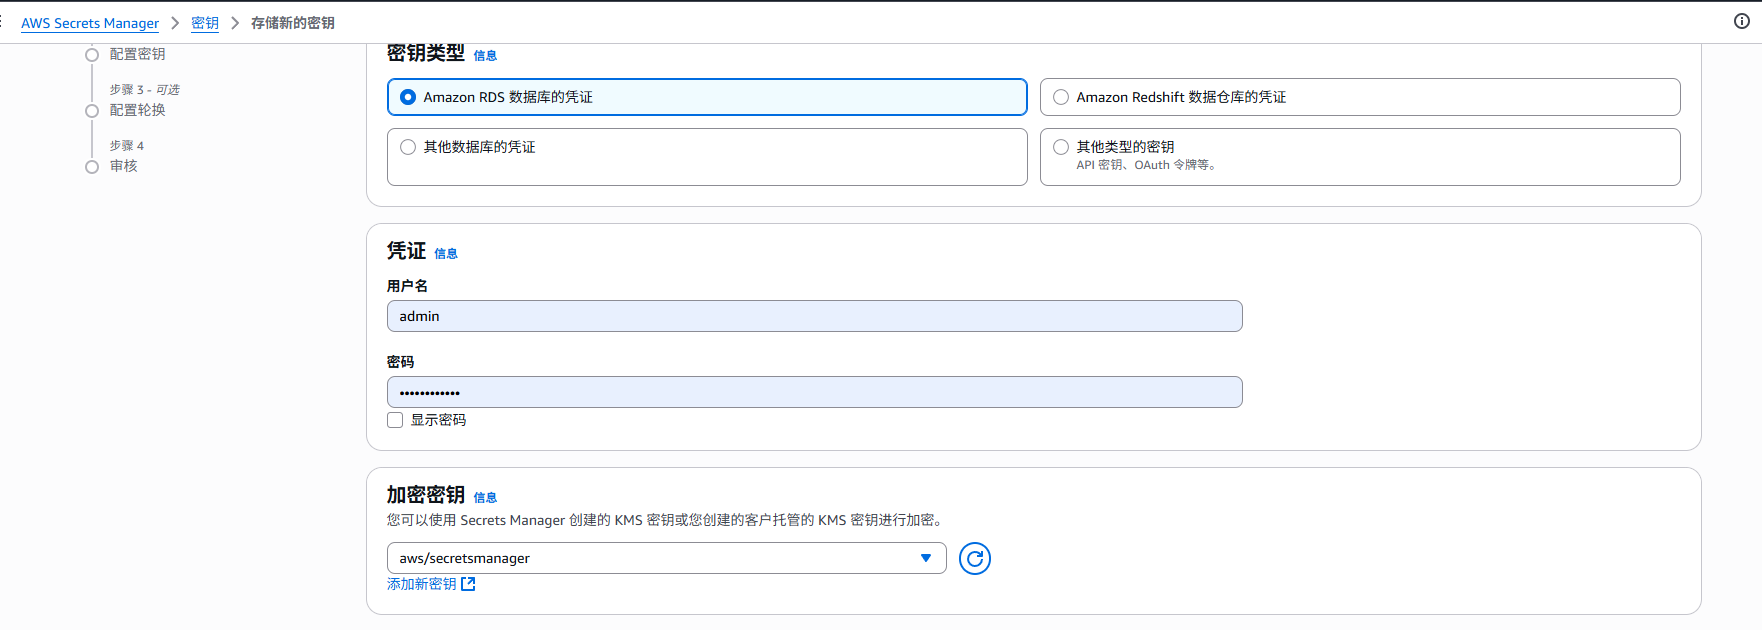 AWS Secrets Manager > 密钥 > 存储新的密钥
配置密钥
步骤 3 - 可选
配置轮换
步骤 4
审核
密钥类型 信息
Amazon RDS 数据库的凭证
Amazon Redshift 数据仓库的凭证
其他数据库的凭证
其他类型的密钥
API 密钥、OAuth 令牌等。
凭证 信息
用户名
admin
密码
••••••••••••
显示密码
加密密钥 信息
您可以使用 Secrets Manager 创建的 KMS 密钥或您创建的客户托管的 KMS 密钥进行加密。
aws/secretsmanager
添加新密钥